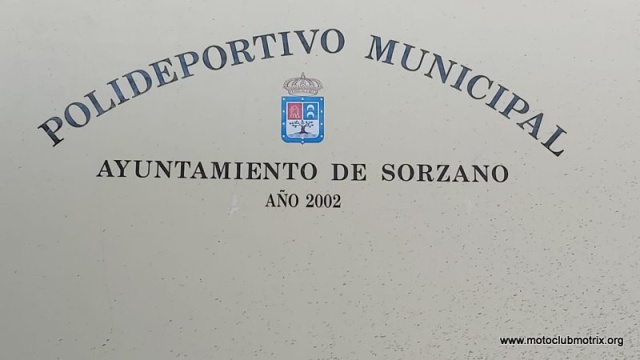 POLIDEPORTIVO MUNICIPAL
AYUNTAMIENTO DE SORZANO
AÑO 2002
www.motoclubmotrix.org